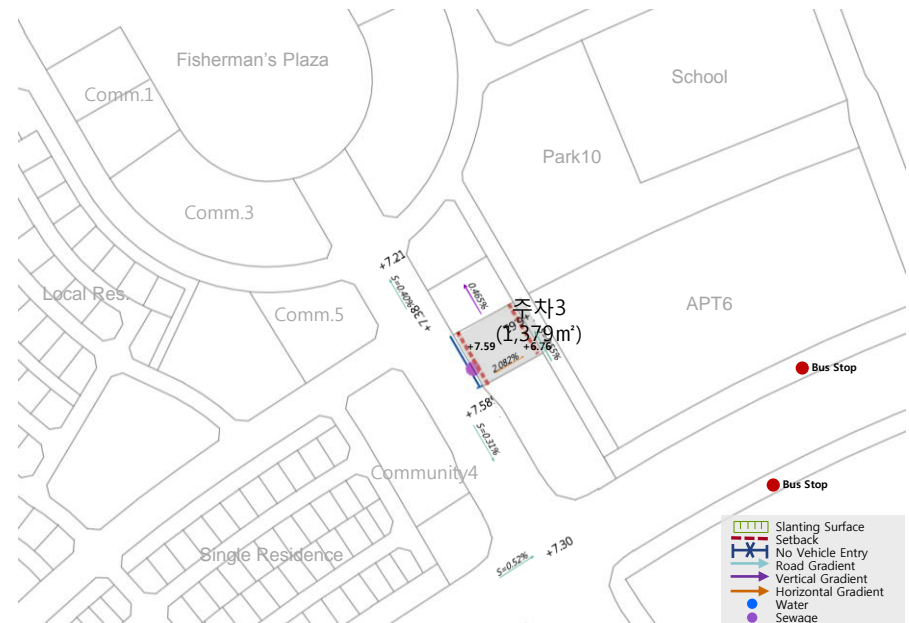 Fisherman's Plaza
School
Comm.1
Park10
Comm.3
+7.21
S=0.40%
+7.38
0.465%
Local Res.
Comm.5
주차3
(1,379㎡)
APT6
+7.59
+6.76
2.082%
Bus Stop
+7.58
S=0.31%
Community4
Bus Stop
Single Residence
S=0.52%
+7.30
Slanting Surface
Setback
No Vehicle Entry
Road Gradient
Vertical Gradient
Horizontal Gradient
Water
Sewage